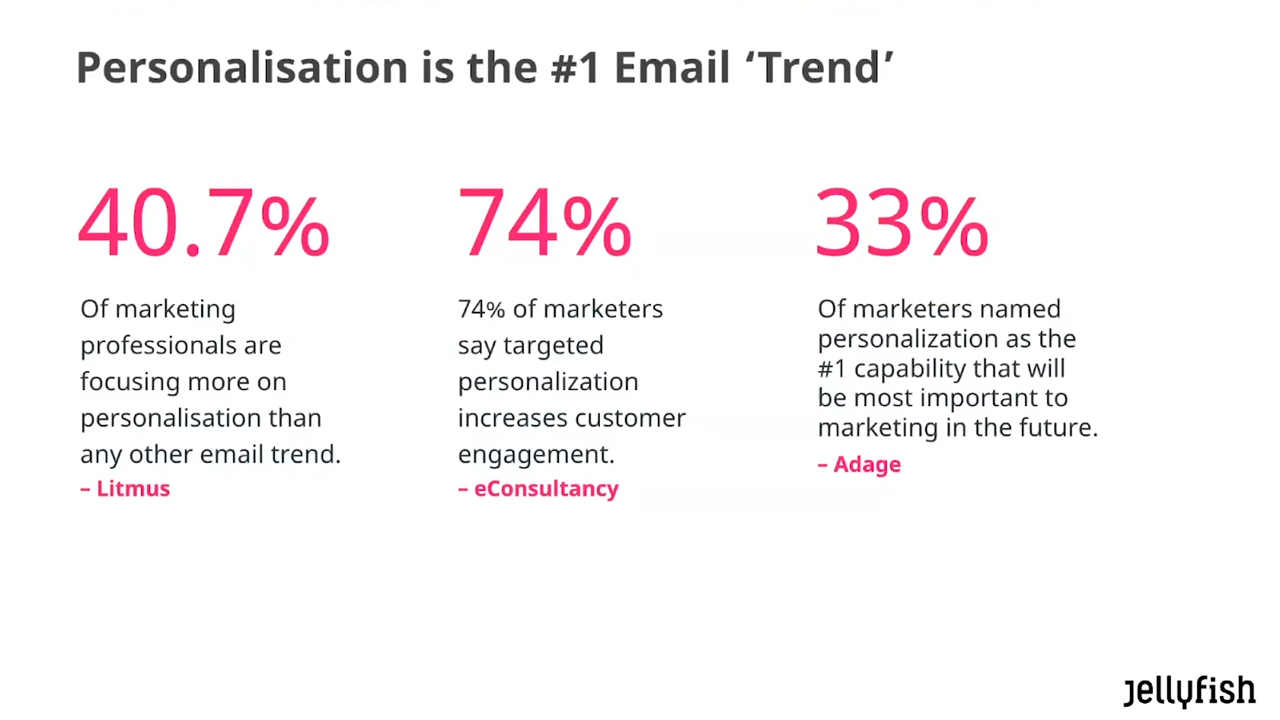 Personalisation is the #1 Email ‘Trend’
40.7%
Of marketing
professionals are
focusing more on
personalisation than
any other email trend.
– Litmus
74%
74% of marketers
say targeted
personalization
increases customer
engagement.
– eConsultancy
33%
Of marketers named
personalization as the
#1 capability that will
be most important to
marketing in the future.
– Adage
jellyfish